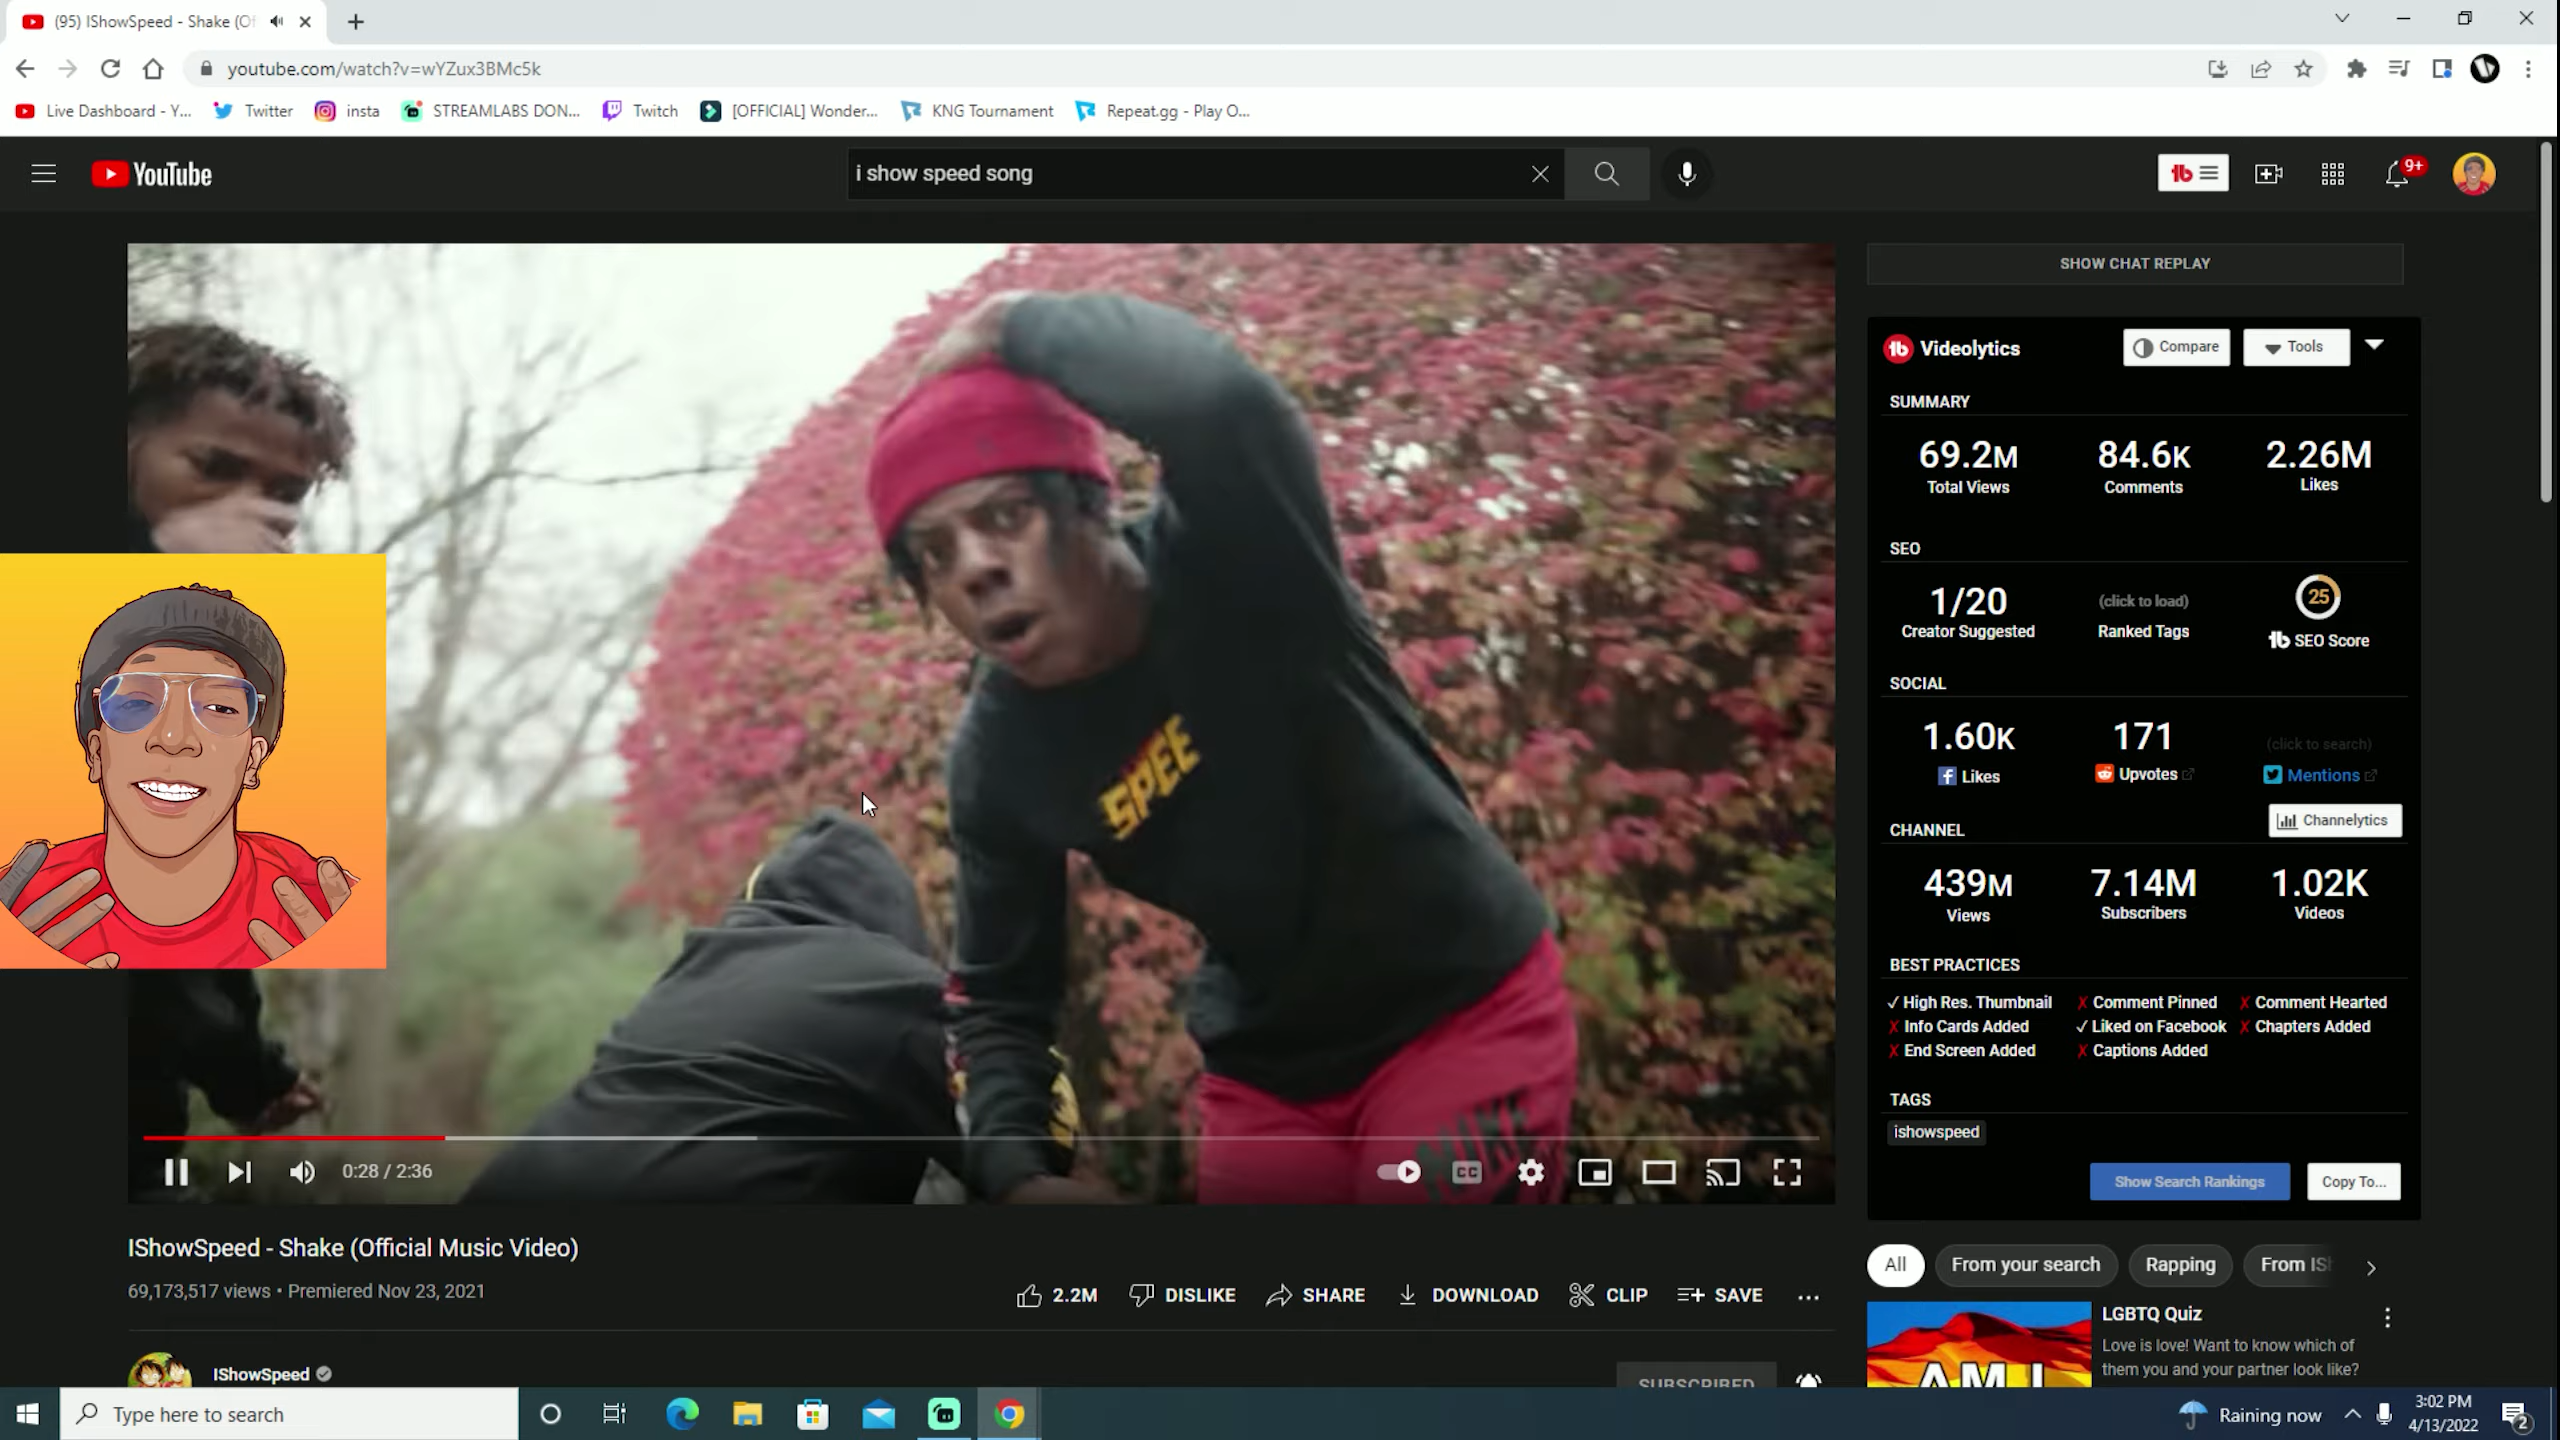 (95) IShowSpeed - Shake (Of
youtube.com/watch?v=wYZux3BMc5k
Live Dashboard - Y...
Twitter
insta
STREAMLABS DON...
Twitch
[OFFICIAL] Wonder...
KNG Tournament
Repeat.gg - Play O...
YouTube
i show speed song
9+
SHOW CHAT REPLAY
Videolytics
Compare
Tools
SUMMARY
69.2M
84.6K
2.26M
Total Views
Comments
Likes
SEO
1/20
(click to load)
25
Creator Suggested
Ranked Tags
SEO Score
SOCIAL
1.60K
171
(click to search)
Likes
Upvotes
Mentions
CHANNEL
Channelytics
439M
7.14M
1.02K
Views
Subscribers
Videos
BEST PRACTICES
✓ High Res. Thumbnail
✗ Comment Pinned
✗ Comment Hearted
✗ Info Cards Added
✓ Liked on Facebook
✗ Chapters Added
✗ End Screen Added
✗ Captions Added
TAGS
ishowspeed
Show Search Rankings
Copy To...
SPEE
NIKE
0:28 / 2:36
CC
IShowSpeed - Shake (Official Music Video)
69,173,517 views • Premiered Nov 23, 2021
2.2M
DISLIKE
SHARE
DOWNLOAD
CLIP
SAVE
All
From your search
Rapping
From IS
LGBTQ Quiz
Love is love! Want to know which of
them you and your partner look like?
AM I
IShowSpeed
SUBSCRIBED
Type here to search
Raining now
3:02 PM
4/13/2022
2